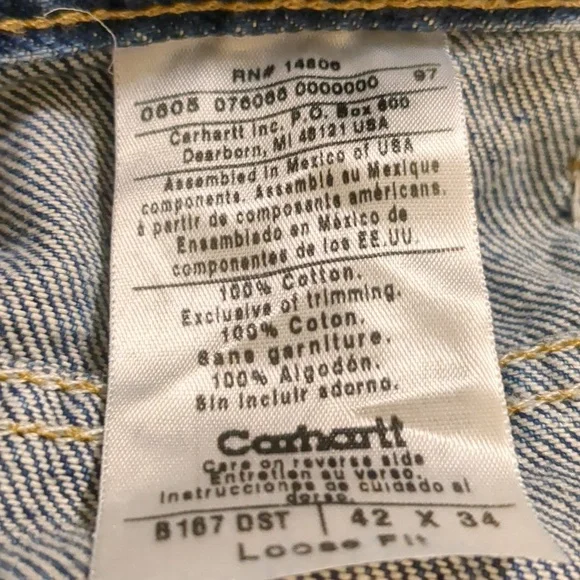 RN# 14806
0605 076060 0000000 97
Carhartt Inc, P.O. Box 600
Dearborn, MI 48121 USA
Assembled in Mexico of USA
components. Assemblé au Mexique
à partir de composants américains.
Ensamblado en México de
componentes de los EE.UU.
100% Cotton.
Exclusive of trimming.
100% Coton.
Sans garniture.
100% Algodón.
Sin incluir adorno.
Carhartt
Care on reverse side
Entretien au verso.
Instrucciones de cuidado al
dorso.
B167 DST | 42 X 34
Loose Fit